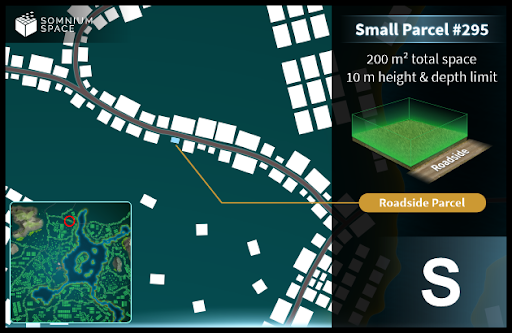 SOMNIUM
SPACE
Small Parcel #295
200 m² total space
10 m height & depth limit
Roadside
Roadside Parcel
S